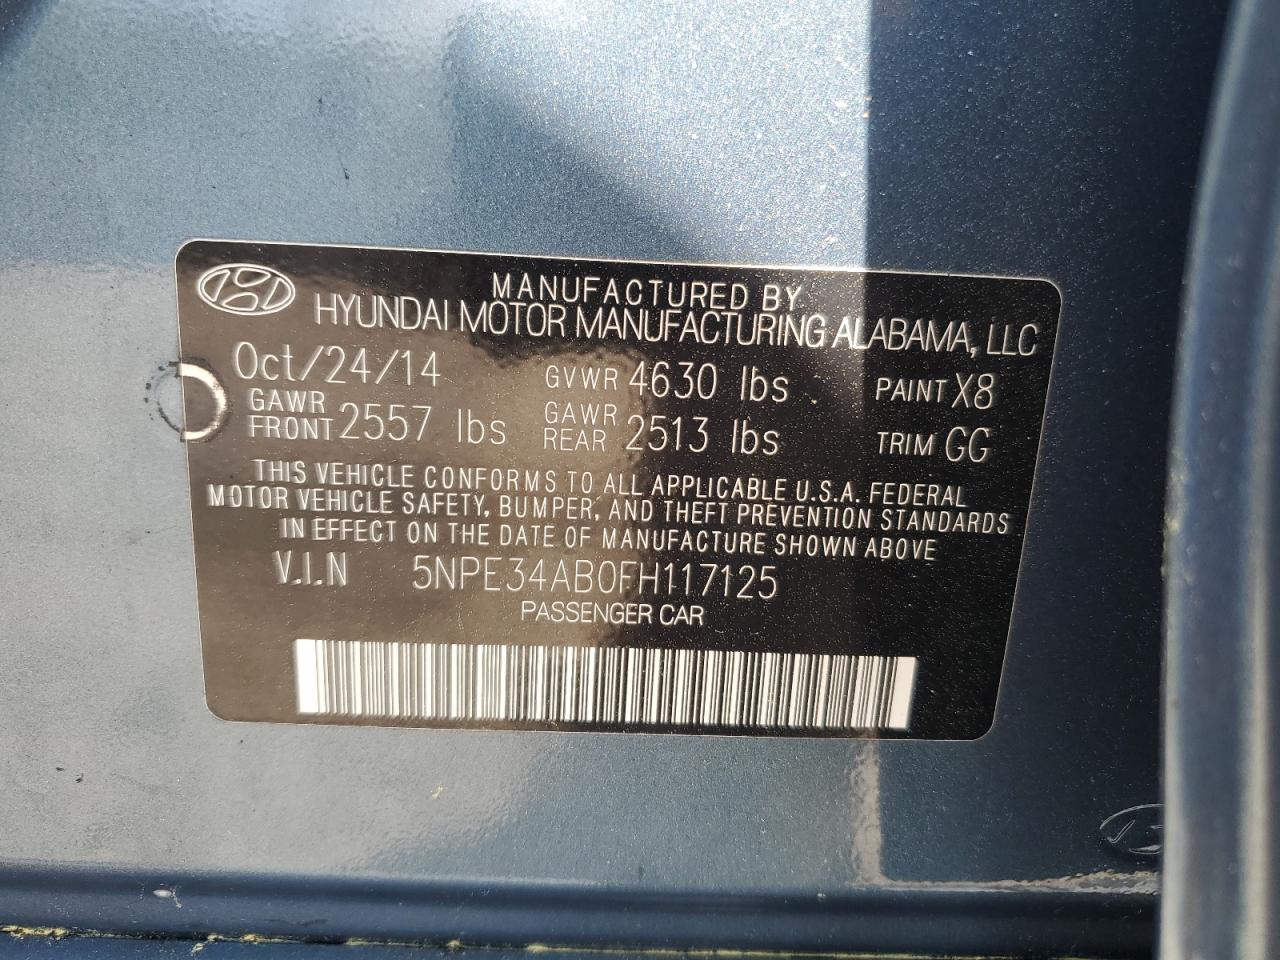 MANUFACTURED BY
HYUNDAI MOTOR MANUFACTURING ALABAMA, LLC
Oct/24/14 GVWR 4630 lbs PAINT X8
GAWR FRONT 2557 lbs GAWR REAR 2513 lbs TRIM GG
THIS VEHICLE CONFORMS TO ALL APPLICABLE U.S.A. FEDERAL
MOTOR VEHICLE SAFETY, BUMPER, AND THEFT PREVENTION STANDARDS
IN EFFECT ON THE DATE OF MANUFACTURE SHOWN ABOVE
V.I.N 5NPE34AB0FH117125
PASSENGER CAR